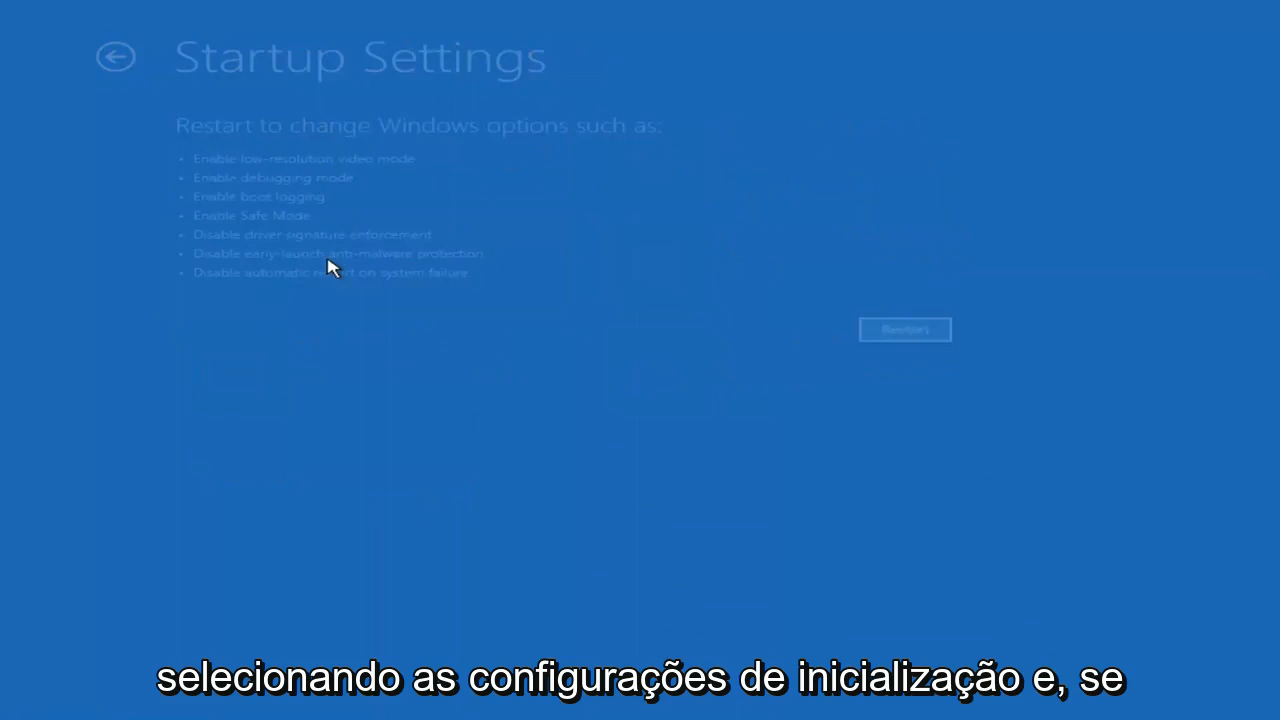 Startup Settings
Restart to change Windows options such as:
• Enable low-resolution video mode
• Enable debugging mode
• Enable boot logging
• Enable Safe Mode
• Disable driver signature enforcement
• Disable early-launch anti-malware protection
• Disable automatic restart on system failure
Restart
selecionando as configurações de inicialização e, se